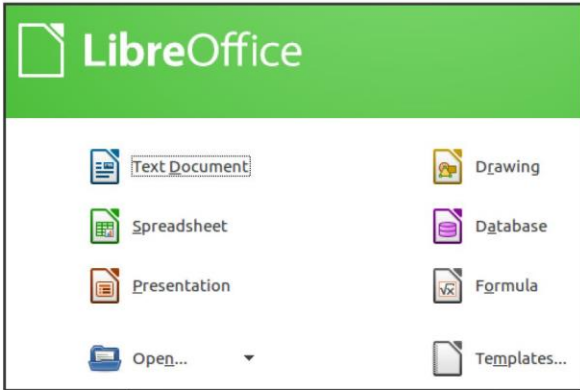 LibreOffice
Text Document
Drawing
Spreadsheet
Database
Presentation
Formula
Open...
Templates...